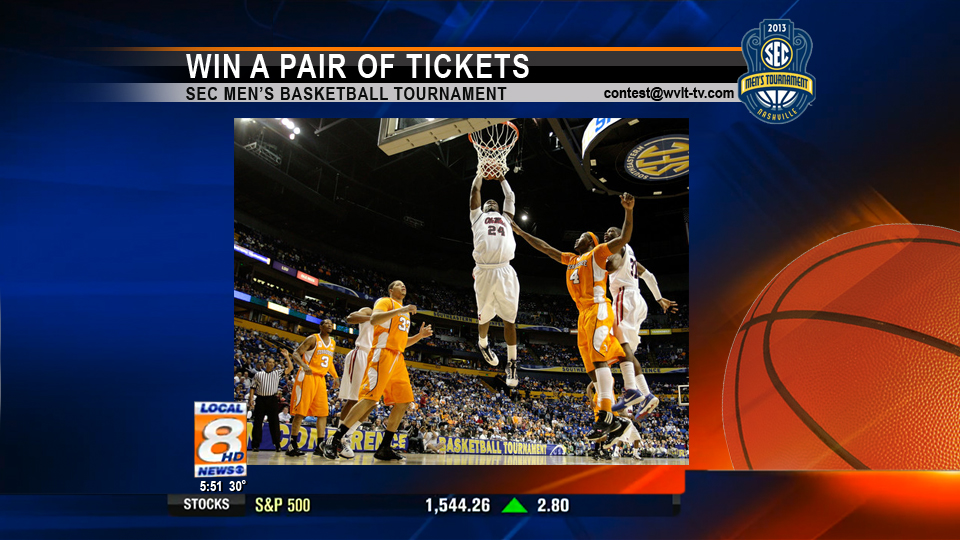 WIN A PAIR OF TICKETS
SEC MEN'S BASKETBALL TOURNAMENT
contest@wvlt-tv.com
2013
SEC
MEN'S TOURNAMENT
NASHVILLE
SOUTHEASTERN
SEC
24
4
33
3
CONFERENCE
BASKETBALL TOURNAMENT
LOCAL
8
HD
NEWS
5:51 30°
STOCKS S&P 500 1,544.26 2.80